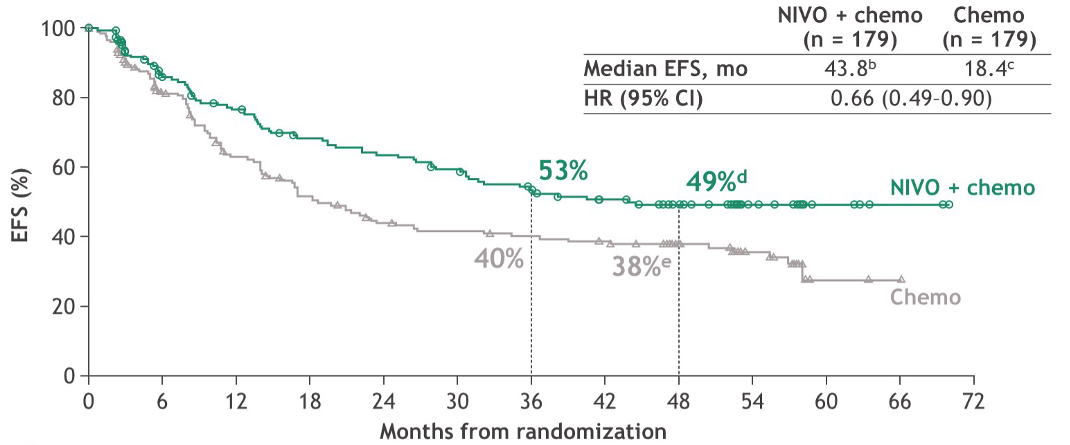 NIVO + chemo Chemo
(n = 179) (n = 179)
Median EFS, mo 43.8ᵇ 18.4ᶜ
HR (95% CI) 0.66 (0.49-0.90)
100
80
60
40
20
0
EFS (%)
53%
49%ᵈ
NIVO + chemo
40%
38%ᵉ
Chemo
0 6 12 18 24 30 36 42 48 54 60 66 72
Months from randomization